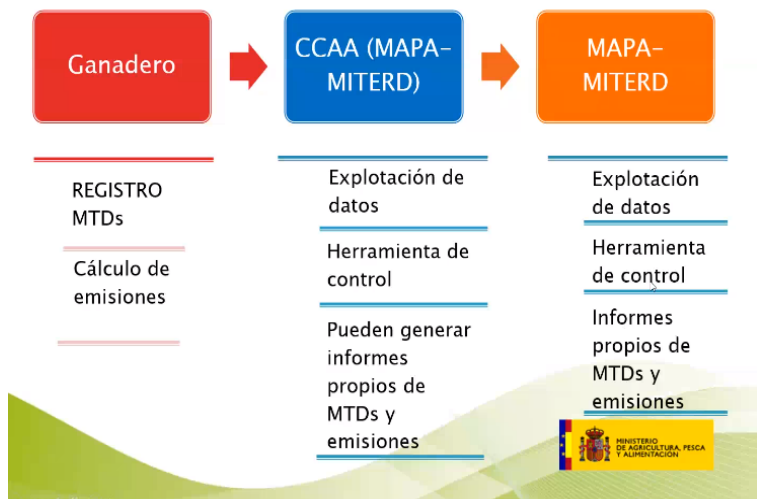 Ganadero
CCAA (MAPA-
MITERD)
MAPA-
MITERD
REGISTRO
MTDs
Cálculo de
emisiones
Explotación de
datos
Herramienta de
control
Pueden generar
informes
propios de
MTDs y
emisiones
Explotación
de datos
Herramienta
de control
Informes
propios de
MTDs y
emisiones
MINISTERIO
DE AGRICULTURA, PESCA
Y ALIMENTACIÓN